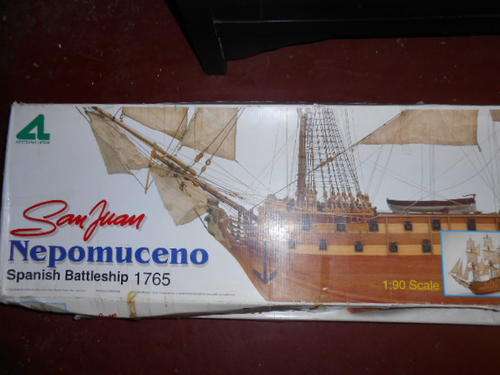 San Juan
Nepomuceno
Spanish Battleship 1765
1:90 Scale